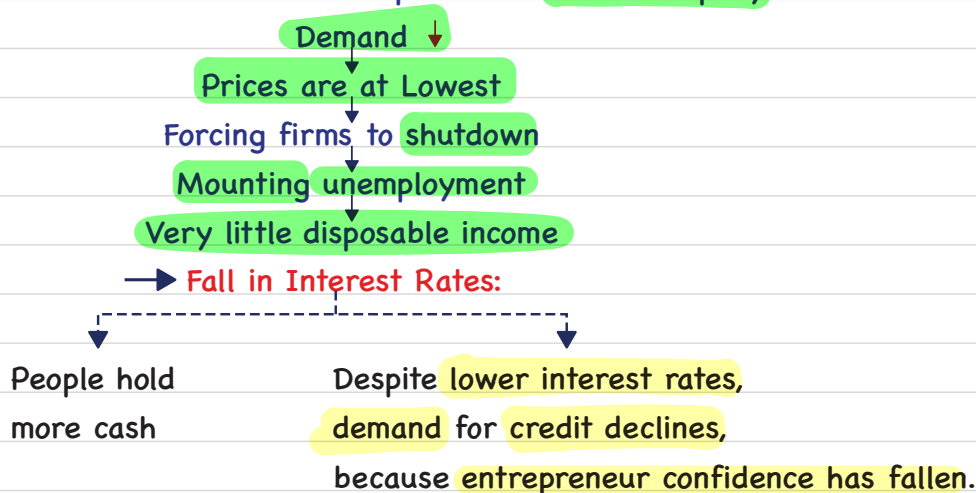 Demand ↓
Prices are at Lowest
Forcing firms to shutdown
Mounting unemployment
Very little disposable income
→ Fall in Interest Rates:
People hold
more cash
Despite lower interest rates,
demand for credit declines,
because entrepreneur confidence has fallen.